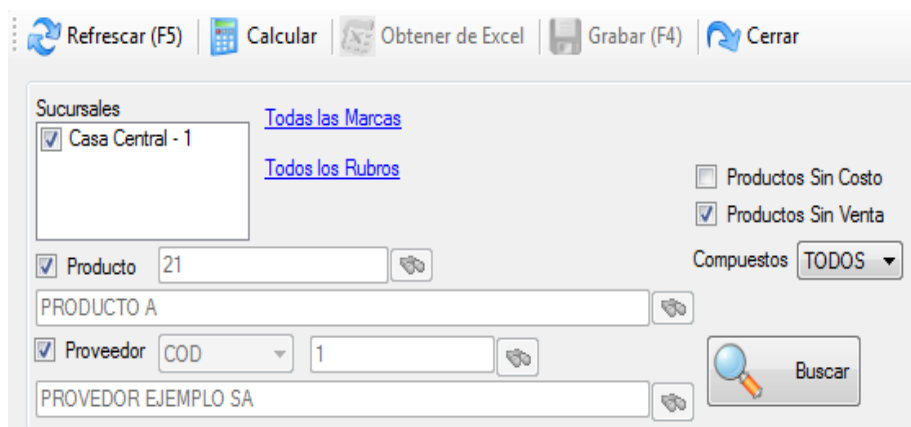 Refrescar (F5) Calcular Obtener de Excel Grabar (F4) Cerrar
Sucursales
Casa Central - 1
Todas las Marcas
Todos los Rubros
Productos Sin Costo
Productos Sin Venta
Compuestos TODOS
Producto 21
PRODUCTO A
Proveedor COD 1
PROVEDOR EJEMPLO SA
Buscar